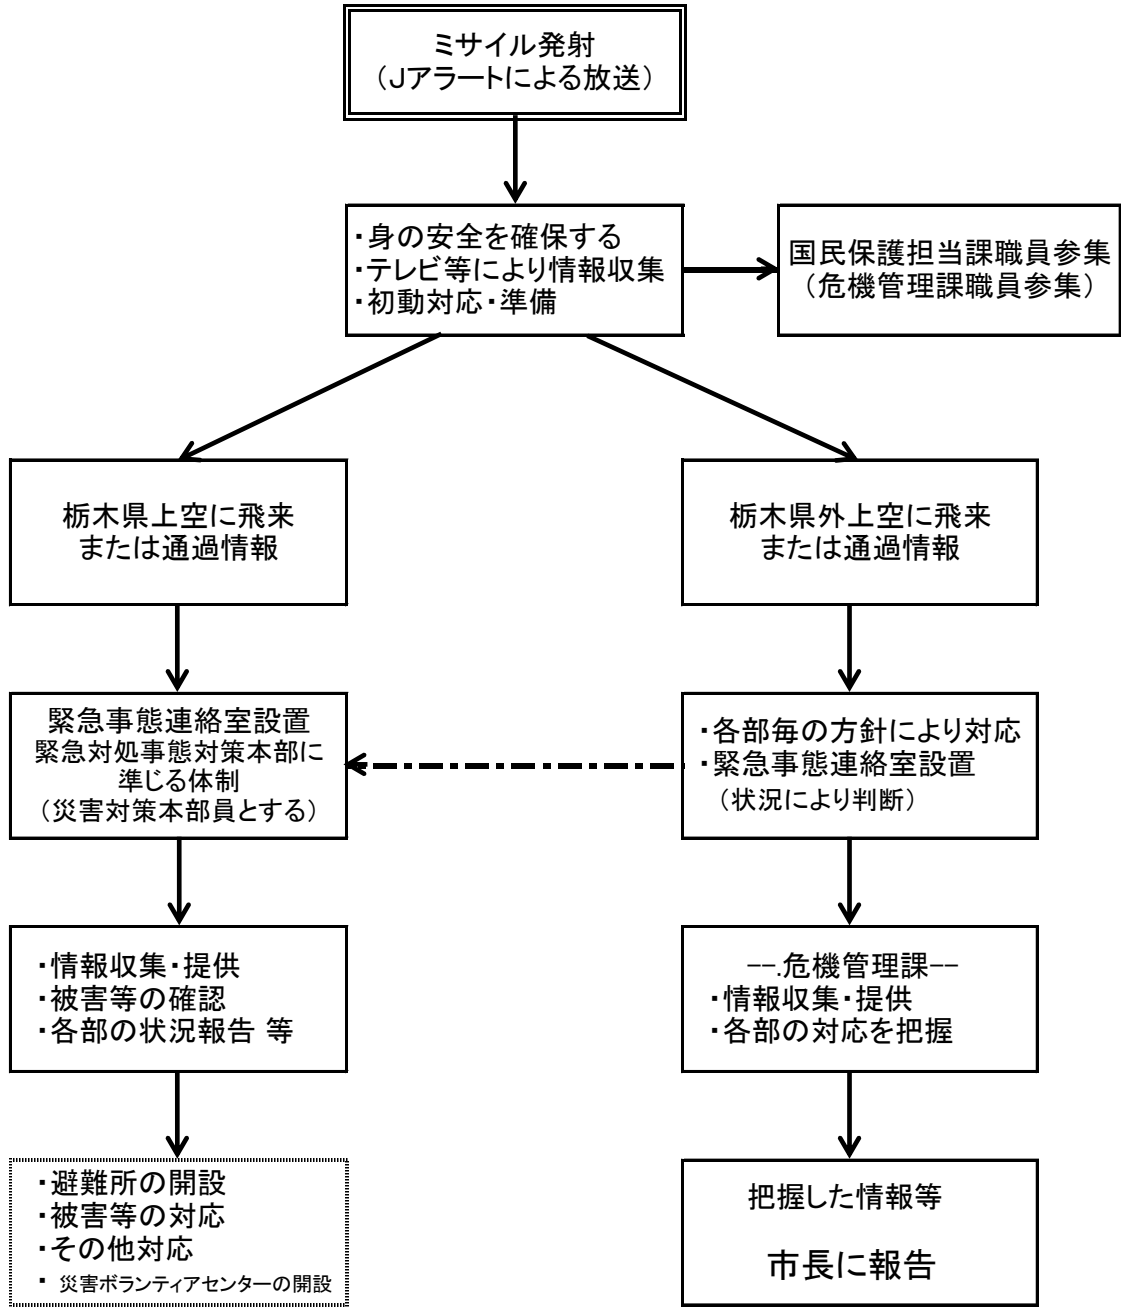 ミサイル発射
（Ｊアラートによる放送）
・身の安全を確保する
・テレビ等により情報収集
・初動対応・準備
国民保護担当課職員参集
（危機管理課職員参集）
栃木県上空に飛来
または通過情報
栃木県外上空に飛来
または通過情報
緊急事態連絡室設置
緊急対処事態対策本部に
準じる体制
（災害対策本部員とする）
・各部毎の方針により対応
・緊急事態連絡室設置
（状況により判断）
・情報収集・提供
・被害等の確認
・各部の状況報告 等
--.危機管理課--
・情報収集・提供
・各部の対応を把握
・避難所の開設
・被害等の対応
・その他対応
・ 災害ボランティアセンターの開設
把握した情報等
市長に報告